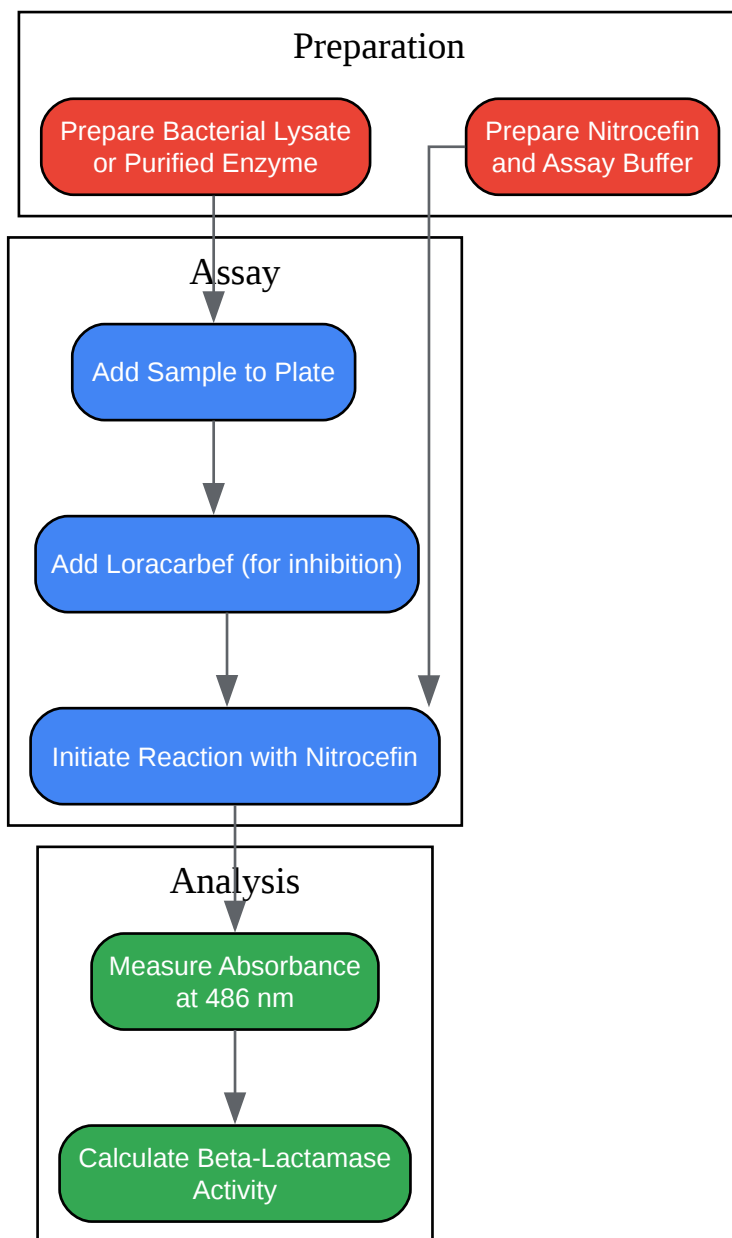 Preparation
Prepare Bacterial Lysate
or Purified Enzyme
Prepare Nitrocefin
and Assay Buffer
Assay
Add Sample to Plate
Add Loracarbef (for inhibition)
Initiate Reaction with Nitrocefin
Analysis
Measure Absorbance
at 486 nm
Calculate Beta-Lactamase
Activity